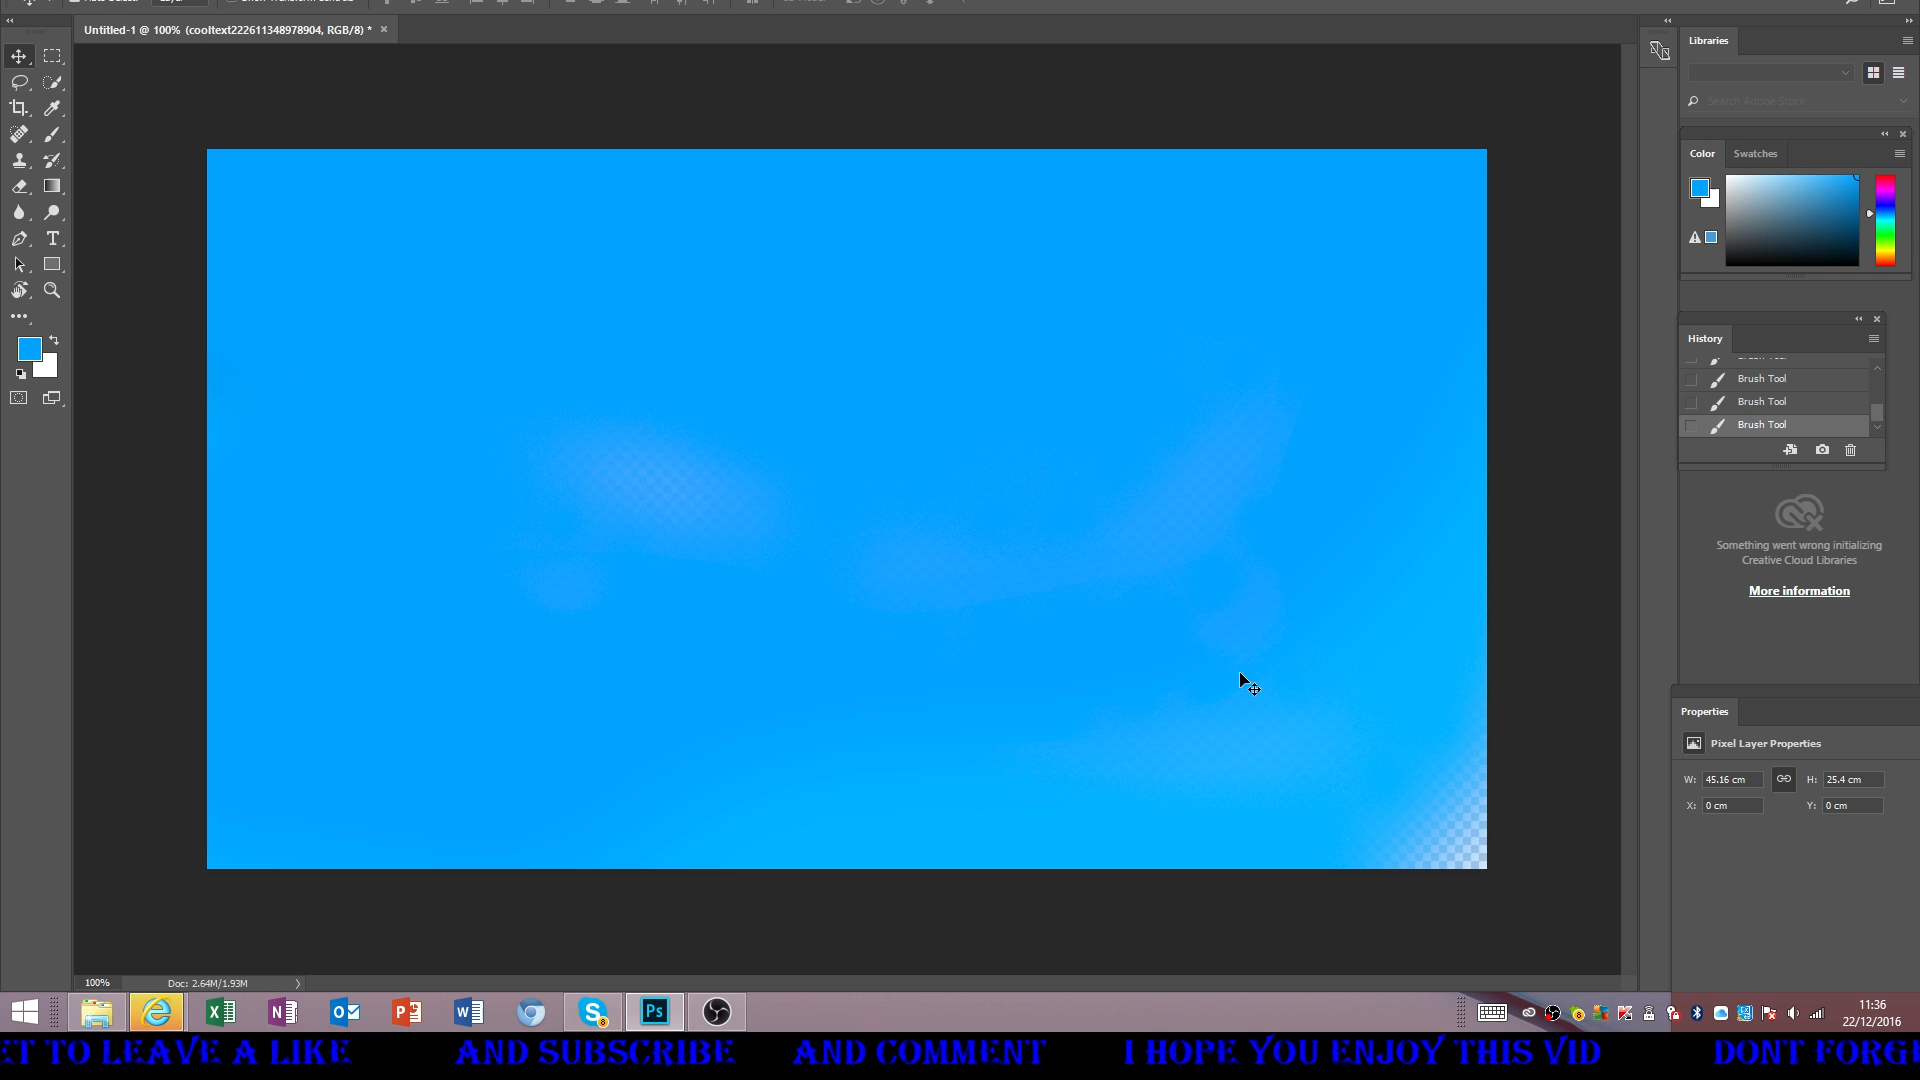 Untitled-1 @ 100% (cooltext222611348978904, RGB/8) *
Libraries
Search Adobe Stock
Color
Swatches
History
Brush Tool
Brush Tool
Brush Tool
Something went wrong initializing
Creative Cloud Libraries
More information
Properties
Pixel Layer Properties
W: 45.16 cm
H: 25.4 cm
X: 0 cm
Y: 0 cm
100%
Doc: 2.64M/1.93M
11:36
22/12/2016
ET TO LEAVE A LIKE AND SUBSCRIBE AND COMMENT I HOPE YOU ENJOY THIS VID DONT FORGE